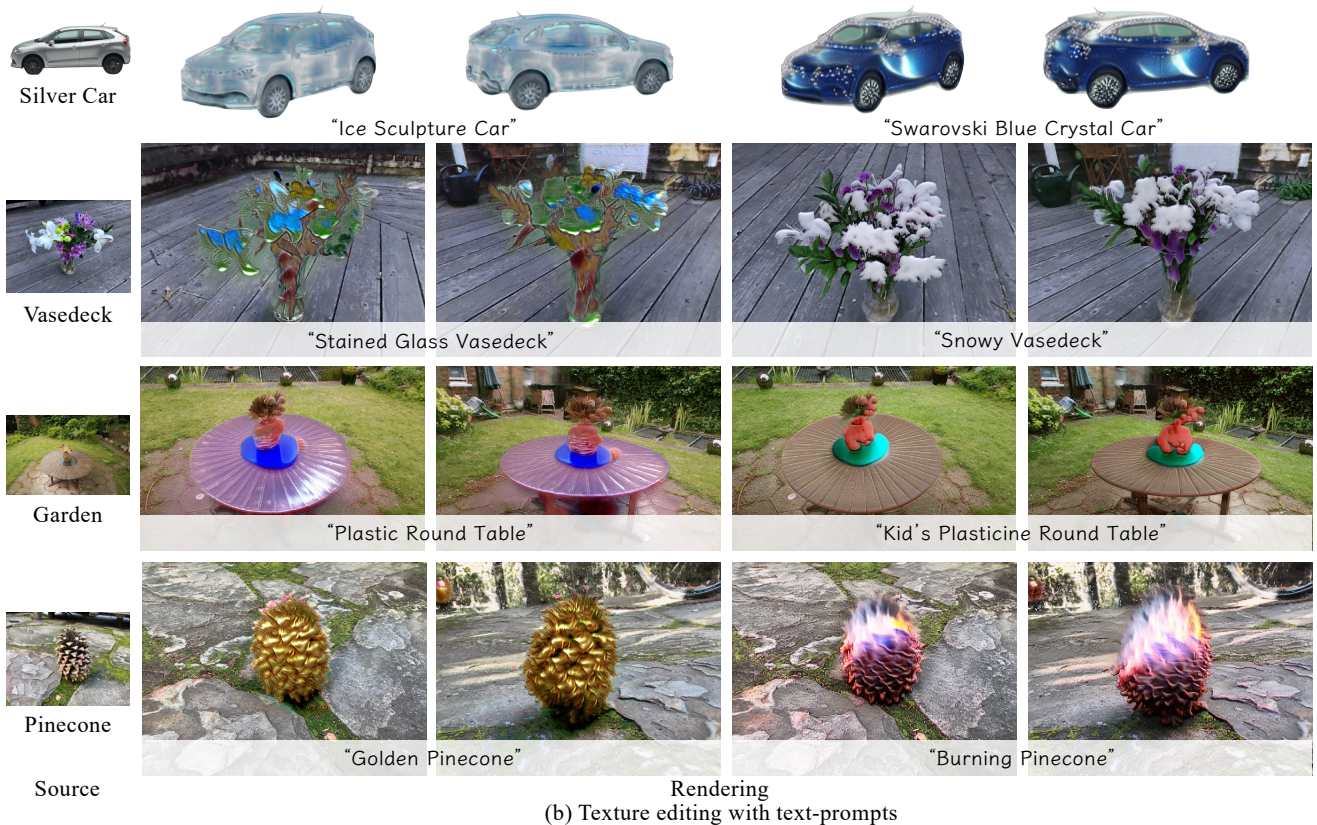 Silver Car
“Ice Sculpture Car”
“Swarovski Blue Crystal Car”
Vasedeck
“Stained Glass Vasedeck”
“Snowy Vasedeck”
Garden
“Plastic Round Table”
“Kid’s Plasticine Round Table”
Pinecone
“Golden Pinecone”
“Burning Pinecone”
Source
Rendering
(b) Texture editing with text-prompts